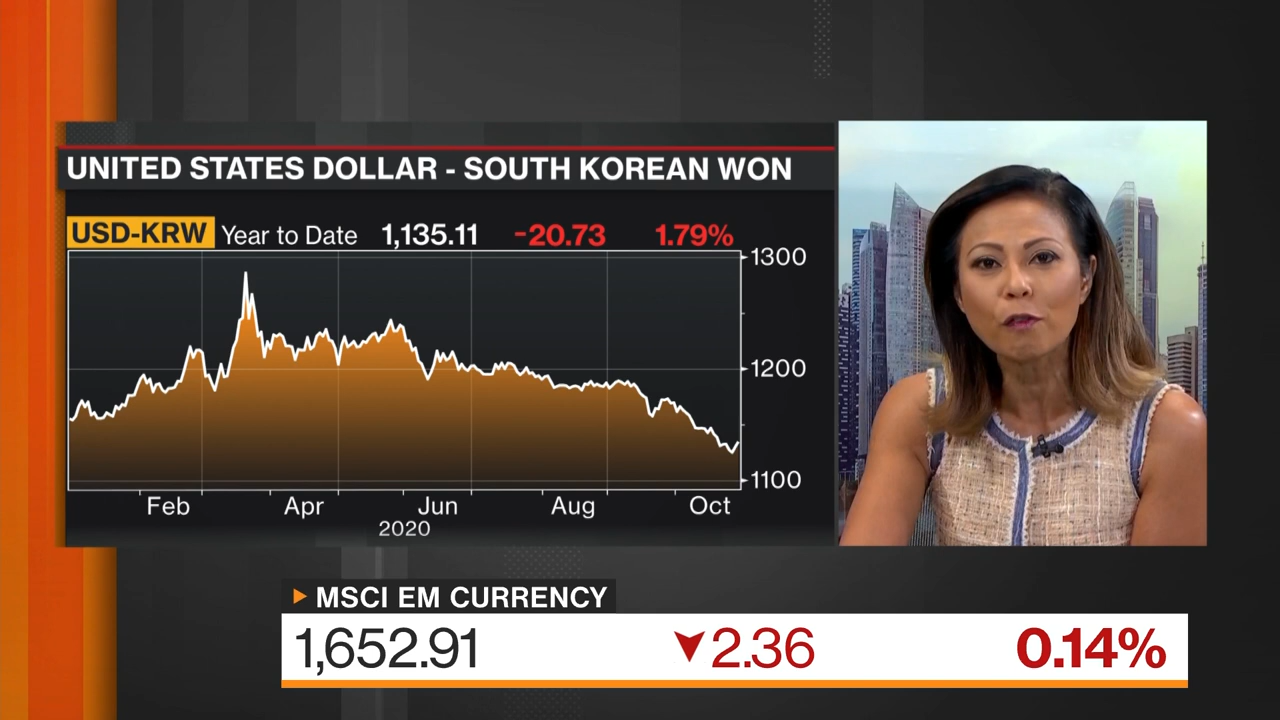 UNITED STATES DOLLAR - SOUTH KOREAN WON
USD-KRW Year to Date 1,135.11 -20.73 1.79%
1300
1200
1100
Feb Apr Jun Aug Oct
2020
MSCI EM CURRENCY
1,652.91 2.36 0.14%